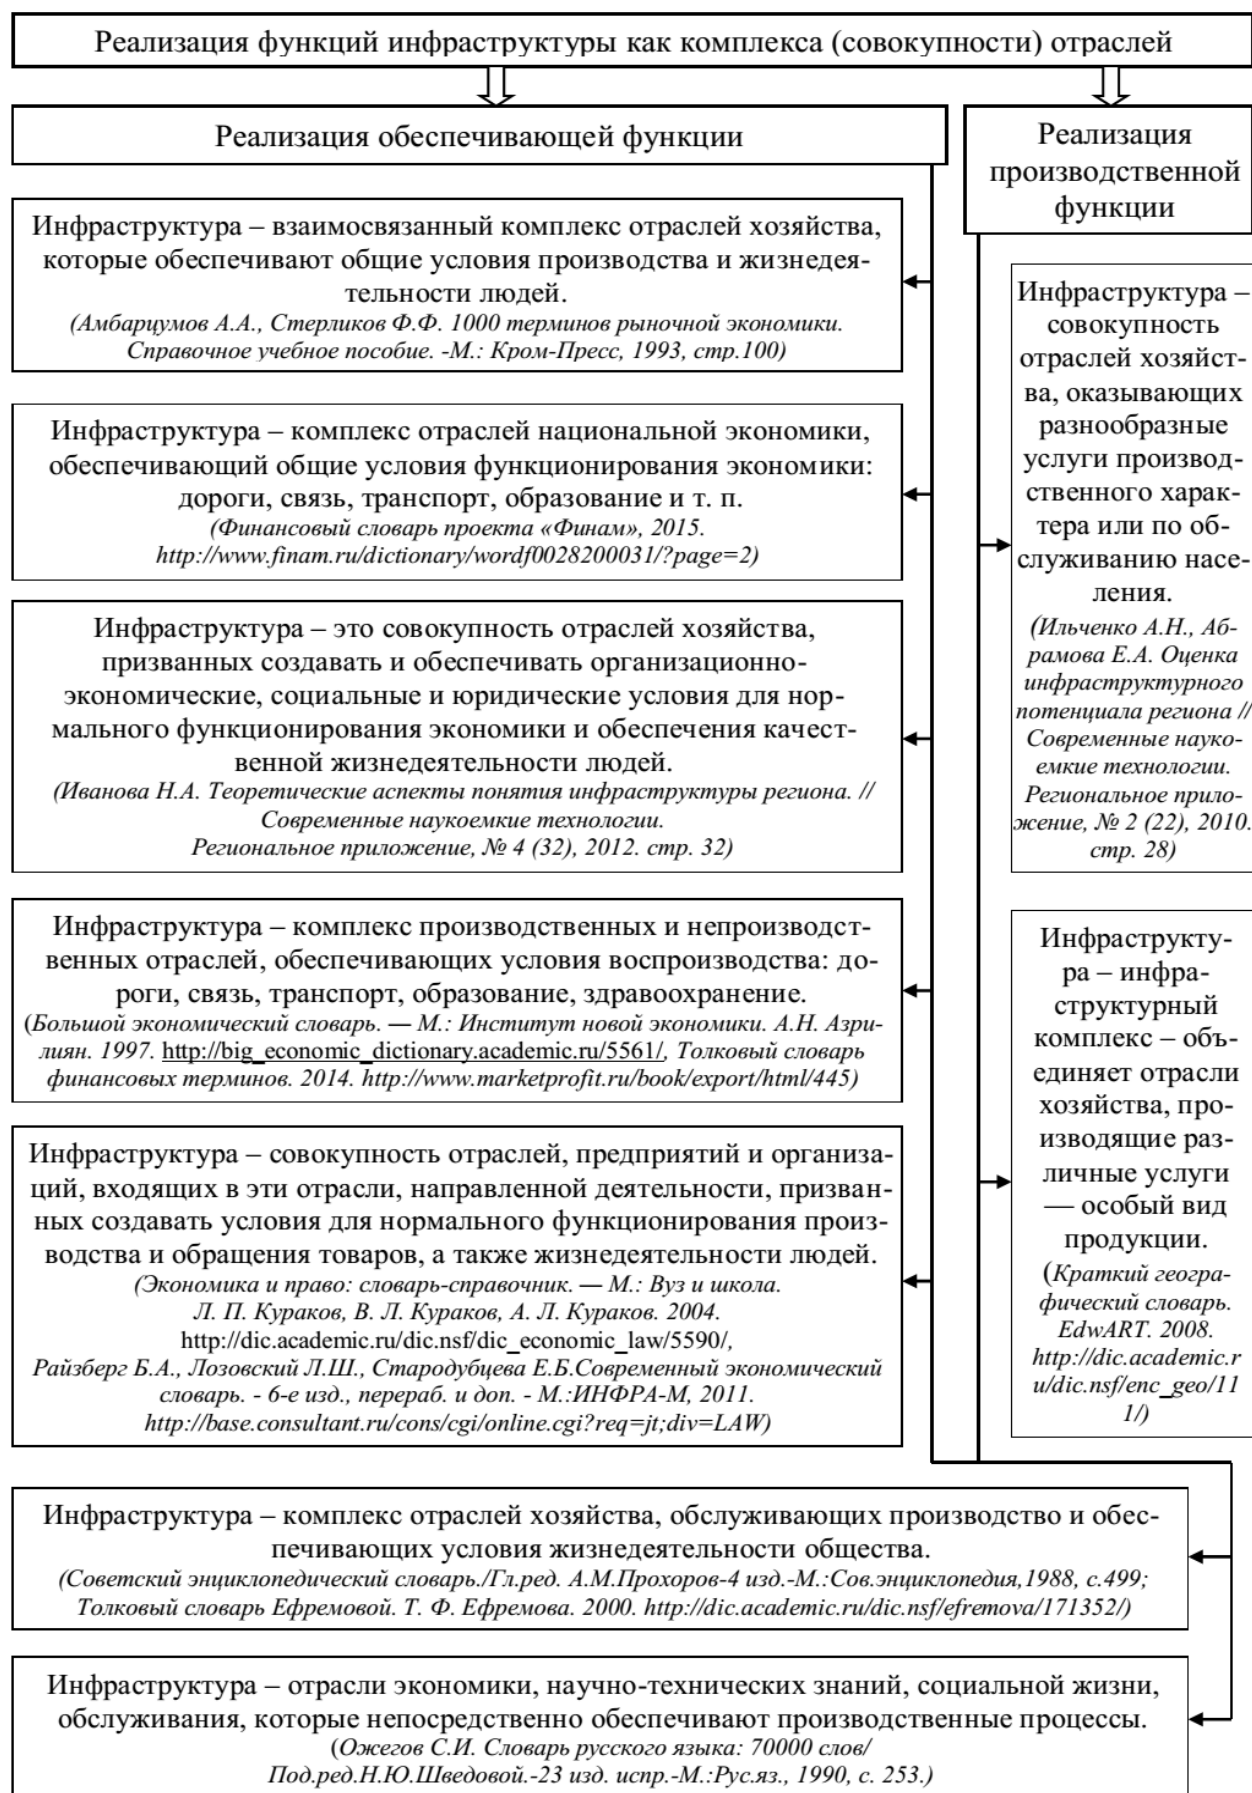 Реализация функций инфраструктуры как комплекса (совокупности) отраслей
Реализация обеспечивающей функции
Инфраструктура – взаимосвязанный комплекс отраслей хозяйства,
которые обеспечивают общие условия производства и жизнедея-
тельности людей.
(Амбарцумов А.А., Стерликов Ф.Ф. 1000 терминов рыночной экономики.
Справочное учебное пособие. -М.: Кром-Пресс, 1993, стр.100)
Инфраструктура – комплекс отраслей национальной экономики,
обеспечивающий общие условия функционирования экономики:
дороги, связь, транспорт, образование и т. п.
(Финансовый словарь проекта «Финам», 2015.
http://www.finam.ru/dictionary/wordf0028200031/?page=2)
Инфраструктура – это совокупность отраслей хозяйства,
призванных создавать и обеспечивать организационно-
экономические, социальные и юридические условия для нор-
мального функционирования экономики и обеспечения качест-
венной жизнедеятельности людей.
(Иванова Н.А. Теоретические аспекты понятия инфраструктуры региона. //
Современные наукоемкие технологии.
Региональное приложение, № 4 (32), 2012. стр. 32)
Инфраструктура – комплекс производственных и непроизводст-
венных отраслей, обеспечивающих условия воспроизводства: до-
роги, связь, транспорт, образование, здравоохранение.
(Большой экономический словарь. — М.: Институт новой экономики. А.Н. Азри-
лиян. 1997. http://big_economic_dictionary.academic.ru/5561/, Толковый словарь
финансовых терминов. 2014. http://www.marketprofit.ru/book/export/html/445)
Инфраструктура – совокупность отраслей, предприятий и организа-
ций, входящих в эти отрасли, направленной деятельности, призван-
ных создавать условия для нормального функционирования произ-
водства и обращения товаров, а также жизнедеятельности людей.
(Экономика и право: словарь-справочник. — М.: Вуз и школа.
Л. П. Кураков, В. Л. Кураков, А. Л. Кураков. 2004.
http://dic.academic.ru/dic.nsf/dic_economic_law/5590/,
Райзберг Б.А., Лозовский Л.Ш., Стародубцева Е.Б.Современный экономический
словарь. - 6-е изд., перераб. и доп. - М.:ИНФРА-М, 2011.
http://base.consultant.ru/cons/cgi/online.cgi?req=jt;div=LAW)
Реализация
производственной
функции
Инфраструктура –
совокупность
отраслей хозяйст-
ва, оказывающих
разнообразные
услуги производ-
ственного харак-
тера или по об-
служиванию насе-
ления.
(Ильченко А.Н., Аб-
рамова Е.А. Оценка
инфраструктурного
потенциала региона //
Современные науко-
емкие технологии.
Региональное прило-
жение, № 2 (22), 2010.
стр. 28)
Инфраструкту-
ра – инфра-
структурный
комплекс – объ-
единяет отрасли
хозяйства, про-
изводящие раз-
личные услуги
— особый вид
продукции.
(Краткий геогра-
фический словарь.
EdwART. 2008.
http://dic.academic.r
u/dic.nsf/enc_geo/11
1/)
Инфраструктура – комплекс отраслей хозяйства, обслуживающих производство и обес-
печивающих условия жизнедеятельности общества.
(Советский энциклопедический словарь./Гл.ред. А.М.Прохоров-4 изд.-М.:Сов.энциклопедия,1988, с.499;
Толковый словарь Ефремовой. Т. Ф. Ефремова. 2000. http://dic.academic.ru/dic.nsf/efremova/171352/)
Инфраструктура – отрасли экономики, научно-технических знаний, социальной жизни,
обслуживания, которые непосредственно обеспечивают производственные процессы.
(Ожегов С.И. Словарь русского языка: 70000 слов/
Под.ред.Н.Ю.Шведовой.-23 изд. испр.-М.:Рус.яз., 1990, с. 253.)